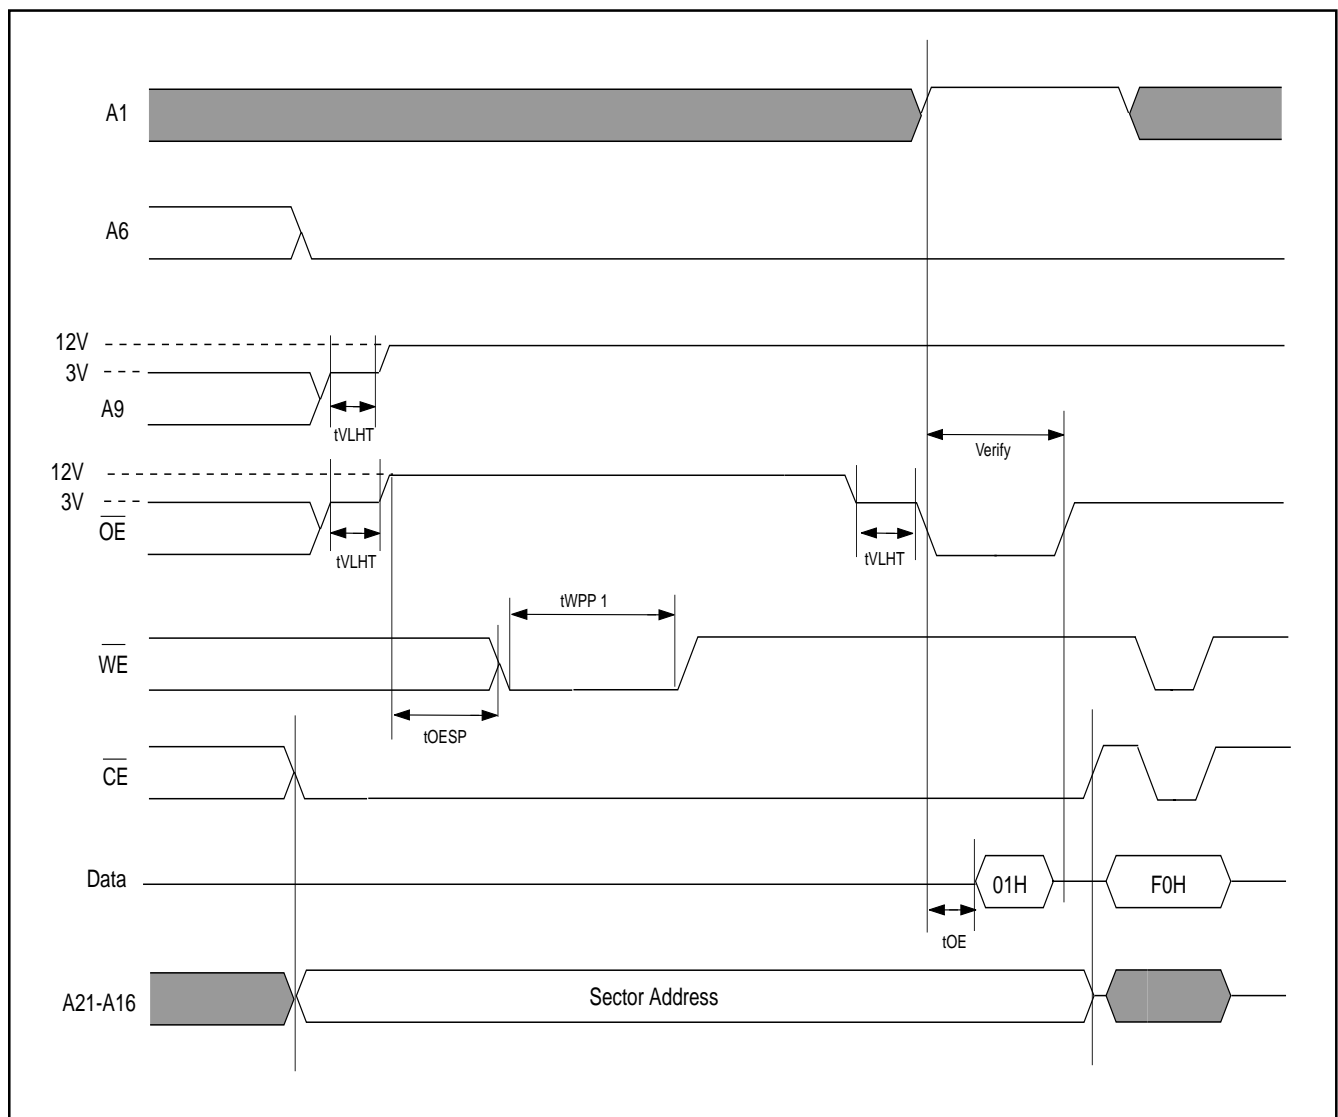 A1
A6
12V
3V
A9
tVLHT
Verify
12V
3V
OE
tVLHT
tVLHT
tWPP 1
WE
tOESP
CE
Data
01H
F0H
tOE
A21-A16
Sector Address